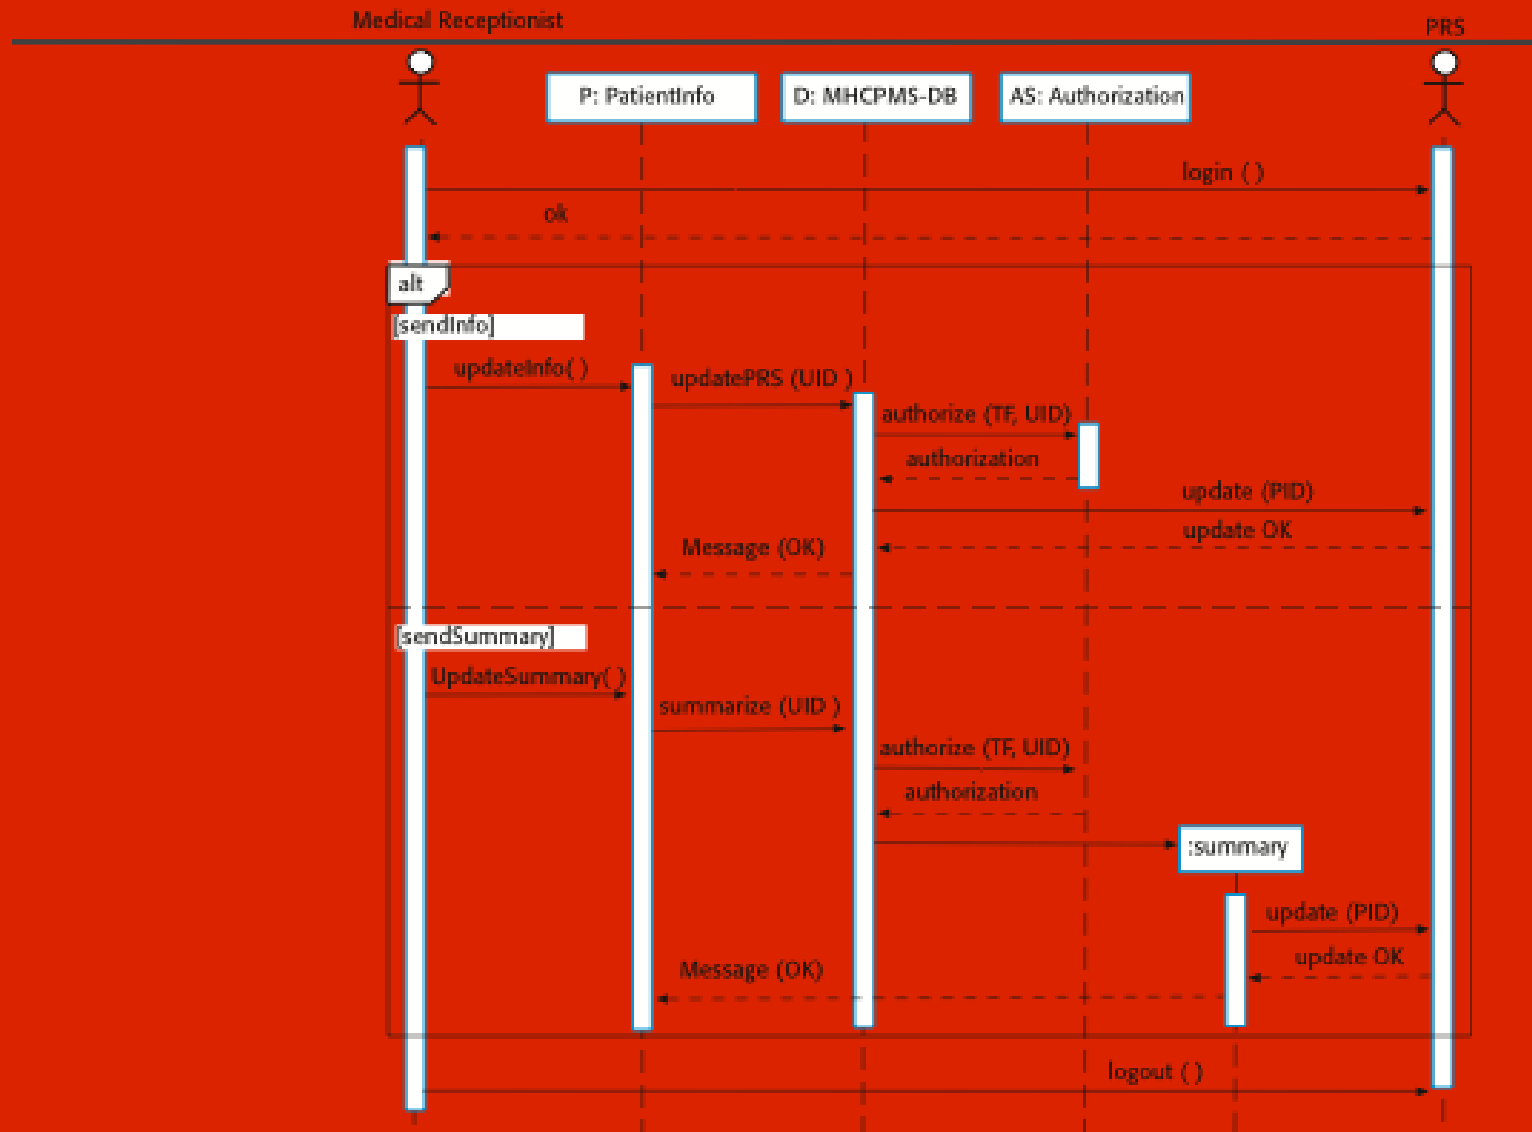 Medical Receptionist
PRS
P: PatientInfo
D: MHCPMS-DB
AS: Authorization
login ( )
ok
alt
[sendInfo]
updateInfo( )
updatePRS (UID )
authorize (TF, UID)
authorization
update (PID)
update OK
Message (OK)
[sendSummary]
UpdateSummary( )
summarize (UID )
authorize (TF, UID)
authorization
:summary
update (PID)
update OK
Message (OK)
logout ( )